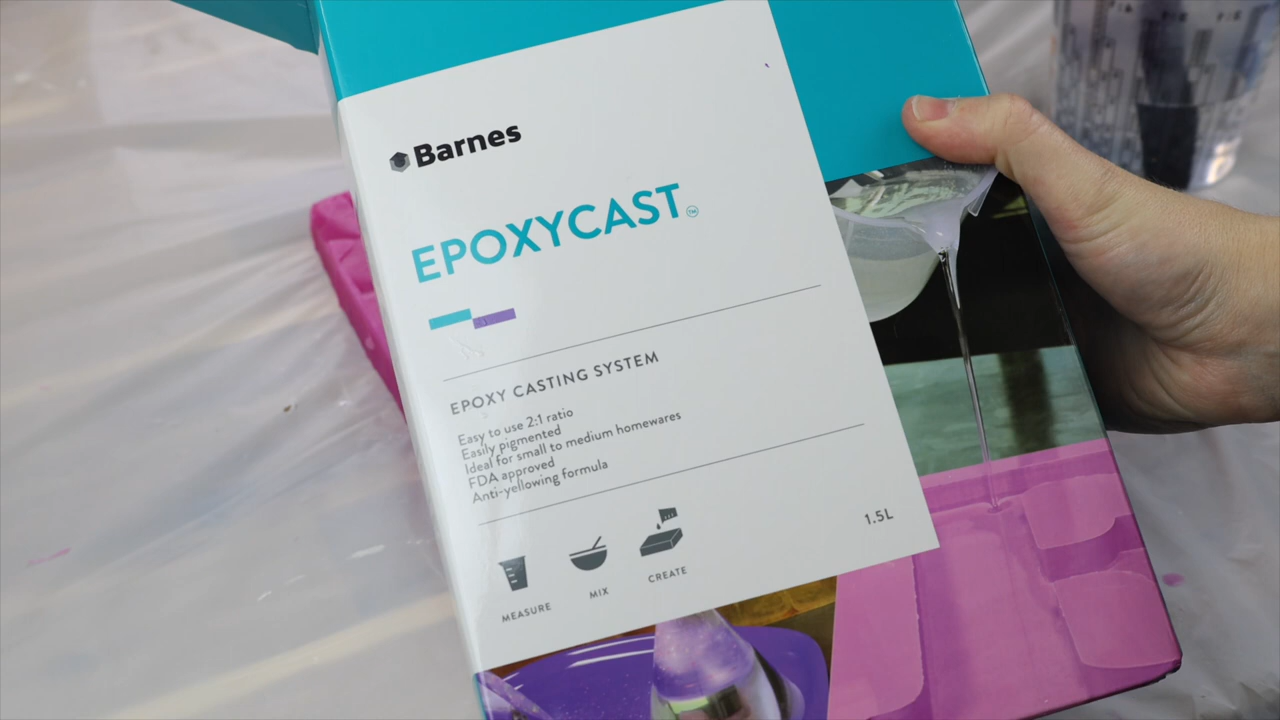 Barnes
EPOXYCAST™
EPOXY CASTING SYSTEM
Easy to use 2:1 ratio
Easily pigmented
Ideal for small to medium homewares
FDA approved
Anti-yellowing formula
1.5L
MEASURE
MIX
CREATE